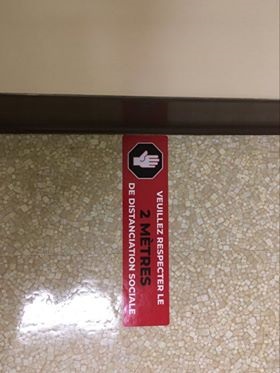 VEUILLEZ RESPECTER LE
2 MÈTRES
DE DISTANCIATION SOCIALE